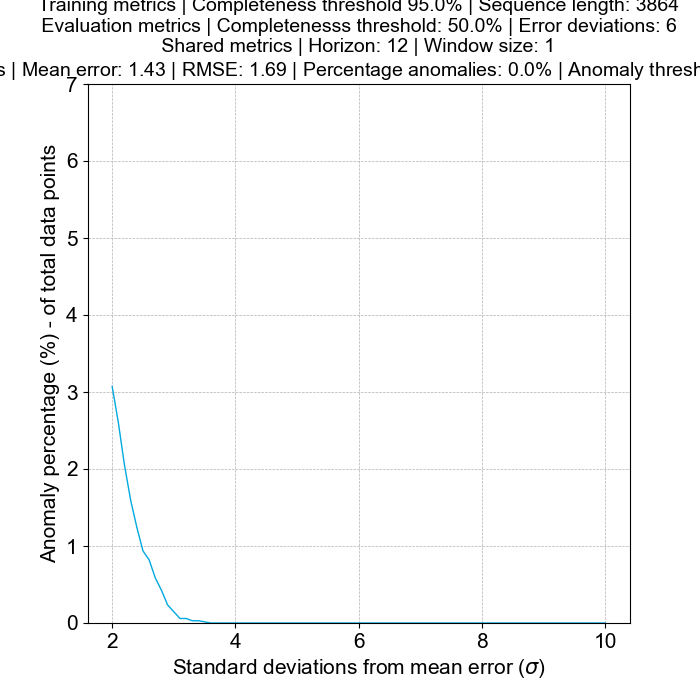 Training metrics | Completeness threshold 95.0% | Sequence length: 3864
Evaluation metrics | Completenesss threshold: 50.0% | Error deviations: 6
Shared metrics | Horizon: 12 | Window size: 1
s | Mean error: 1.43 | RMSE: 1.69 | Percentage anomalies: 0.0% | Anomaly thresh
7
6
5
4
3
2
1
0
Anomaly percentage (%) - of total data points
2 4 6 8 10
Standard deviations from mean error (σ)